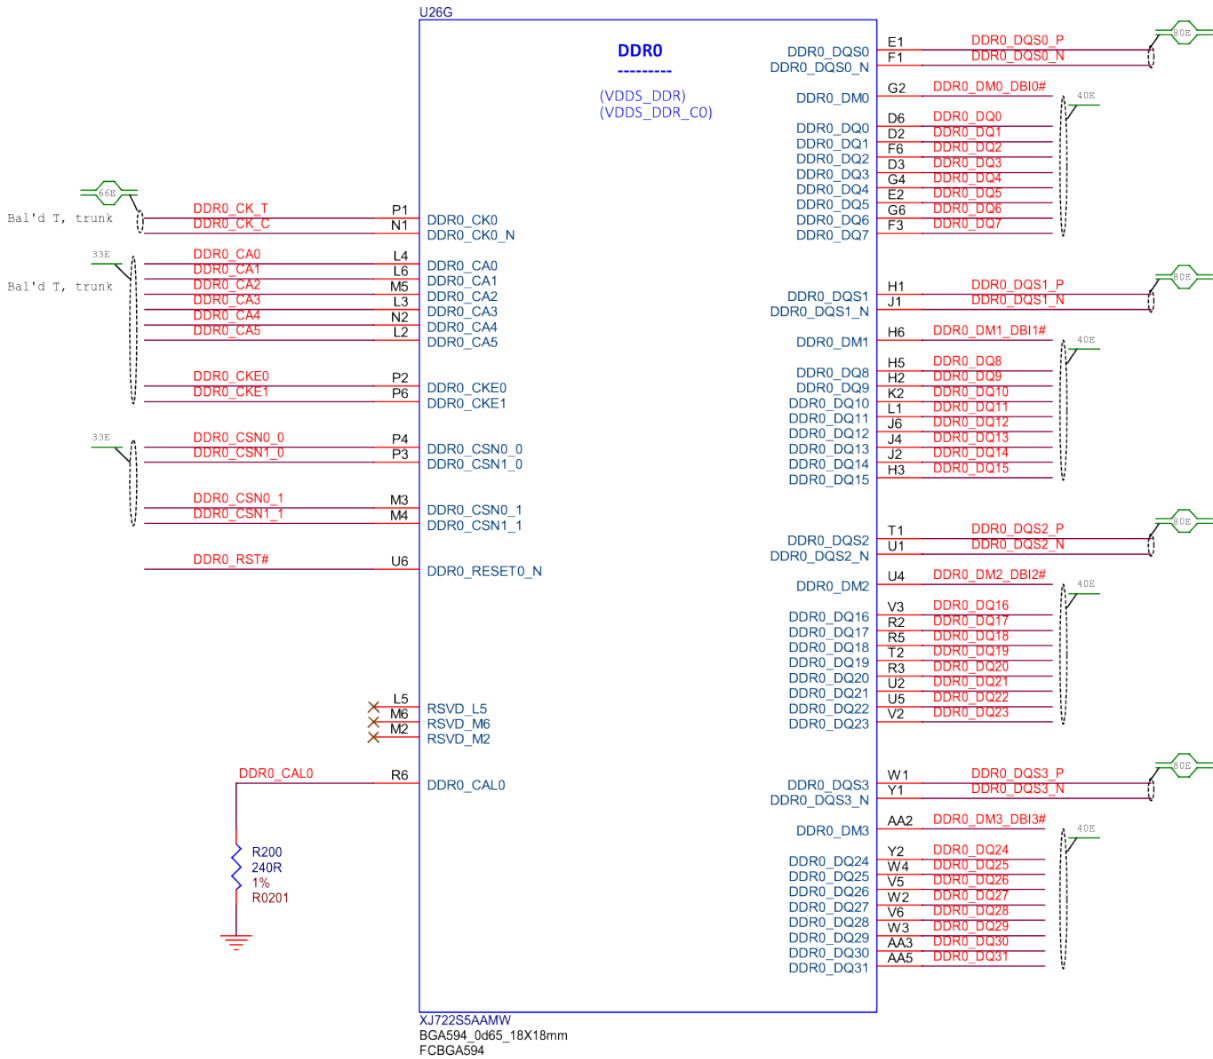 U26G
DDR0
---------
(VDDS_DDR)
(VDDS_DDR_C0)
66E
Bal'd T, trunk
DDR0_CK_T P1 DDR0_CK0
DDR0_CK_C N1 DDR0_CK0_N
33E
Bal'd T, trunk
DDR0_CA0 L4 DDR0_CA0
DDR0_CA1 L6 DDR0_CA1
DDR0_CA2 M5 DDR0_CA2
DDR0_CA3 L3 DDR0_CA3
DDR0_CA4 N2 DDR0_CA4
DDR0_CA5 L2 DDR0_CA5
DDR0_CKE0 P2 DDR0_CKE0
DDR0_CKE1 P6 DDR0_CKE1
33E
DDR0_CSN0_0 P4 DDR0_CSN0_0
DDR0_CSN1_0 P3 DDR0_CSN1_0
DDR0_CSN0_1 M3 DDR0_CSN0_1
DDR0_CSN1_1 M4 DDR0_CSN1_1
DDR0_RST# U6 DDR0_RESET0_N
L5 RSVD_L5
M6 RSVD_M6
M2 RSVD_M2
DDR0_CAL0 R6 DDR0_CAL0
R200
240R
1%
R0201
80E
DDR0_DQS0 E1 DDR0_DQS0_P
DDR0_DQS0_N F1 DDR0_DQS0_N
DDR0_DM0 G2 DDR0_DM0_DBI0#
40E
DDR0_DQ0 D6 DDR0_DQ0
DDR0_DQ1 D2 DDR0_DQ1
DDR0_DQ2 F6 DDR0_DQ2
DDR0_DQ3 D3 DDR0_DQ3
DDR0_DQ4 G4 DDR0_DQ4
DDR0_DQ5 E2 DDR0_DQ5
DDR0_DQ6 G6 DDR0_DQ6
DDR0_DQ7 F3 DDR0_DQ7
80E
DDR0_DQS1 H1 DDR0_DQS1_P
DDR0_DQS1_N J1 DDR0_DQS1_N
DDR0_DM1 H6 DDR0_DM1_DBI1#
40E
DDR0_DQ8 H5 DDR0_DQ8
DDR0_DQ9 H2 DDR0_DQ9
DDR0_DQ10 K2 DDR0_DQ10
DDR0_DQ11 L1 DDR0_DQ11
DDR0_DQ12 J6 DDR0_DQ12
DDR0_DQ13 J4 DDR0_DQ13
DDR0_DQ14 J2 DDR0_DQ14
DDR0_DQ15 H3 DDR0_DQ15
80E
DDR0_DQS2 T1 DDR0_DQS2_P
DDR0_DQS2_N U1 DDR0_DQS2_N
DDR0_DM2 U4 DDR0_DM2_DBI2#
40E
DDR0_DQ16 V3 DDR0_DQ16
DDR0_DQ17 R2 DDR0_DQ17
DDR0_DQ18 R5 DDR0_DQ18
DDR0_DQ19 T2 DDR0_DQ19
DDR0_DQ20 R3 DDR0_DQ20
DDR0_DQ21 U2 DDR0_DQ21
DDR0_DQ22 U5 DDR0_DQ22
DDR0_DQ23 V2 DDR0_DQ23
80E
DDR0_DQS3 W1 DDR0_DQS3_P
DDR0_DQS3_N Y1 DDR0_DQS3_N
DDR0_DM3 AA2 DDR0_DM3_DBI3#
40E
DDR0_DQ24 Y2 DDR0_DQ24
DDR0_DQ25 W4 DDR0_DQ25
DDR0_DQ26 V5 DDR0_DQ26
DDR0_DQ27 W2 DDR0_DQ27
DDR0_DQ28 V6 DDR0_DQ28
DDR0_DQ29 W3 DDR0_DQ29
DDR0_DQ30 AA3 DDR0_DQ30
DDR0_DQ31 AA5 DDR0_DQ31
XJ722S5AAMW
BGA594_0d65_18X18mm
FCBGA594